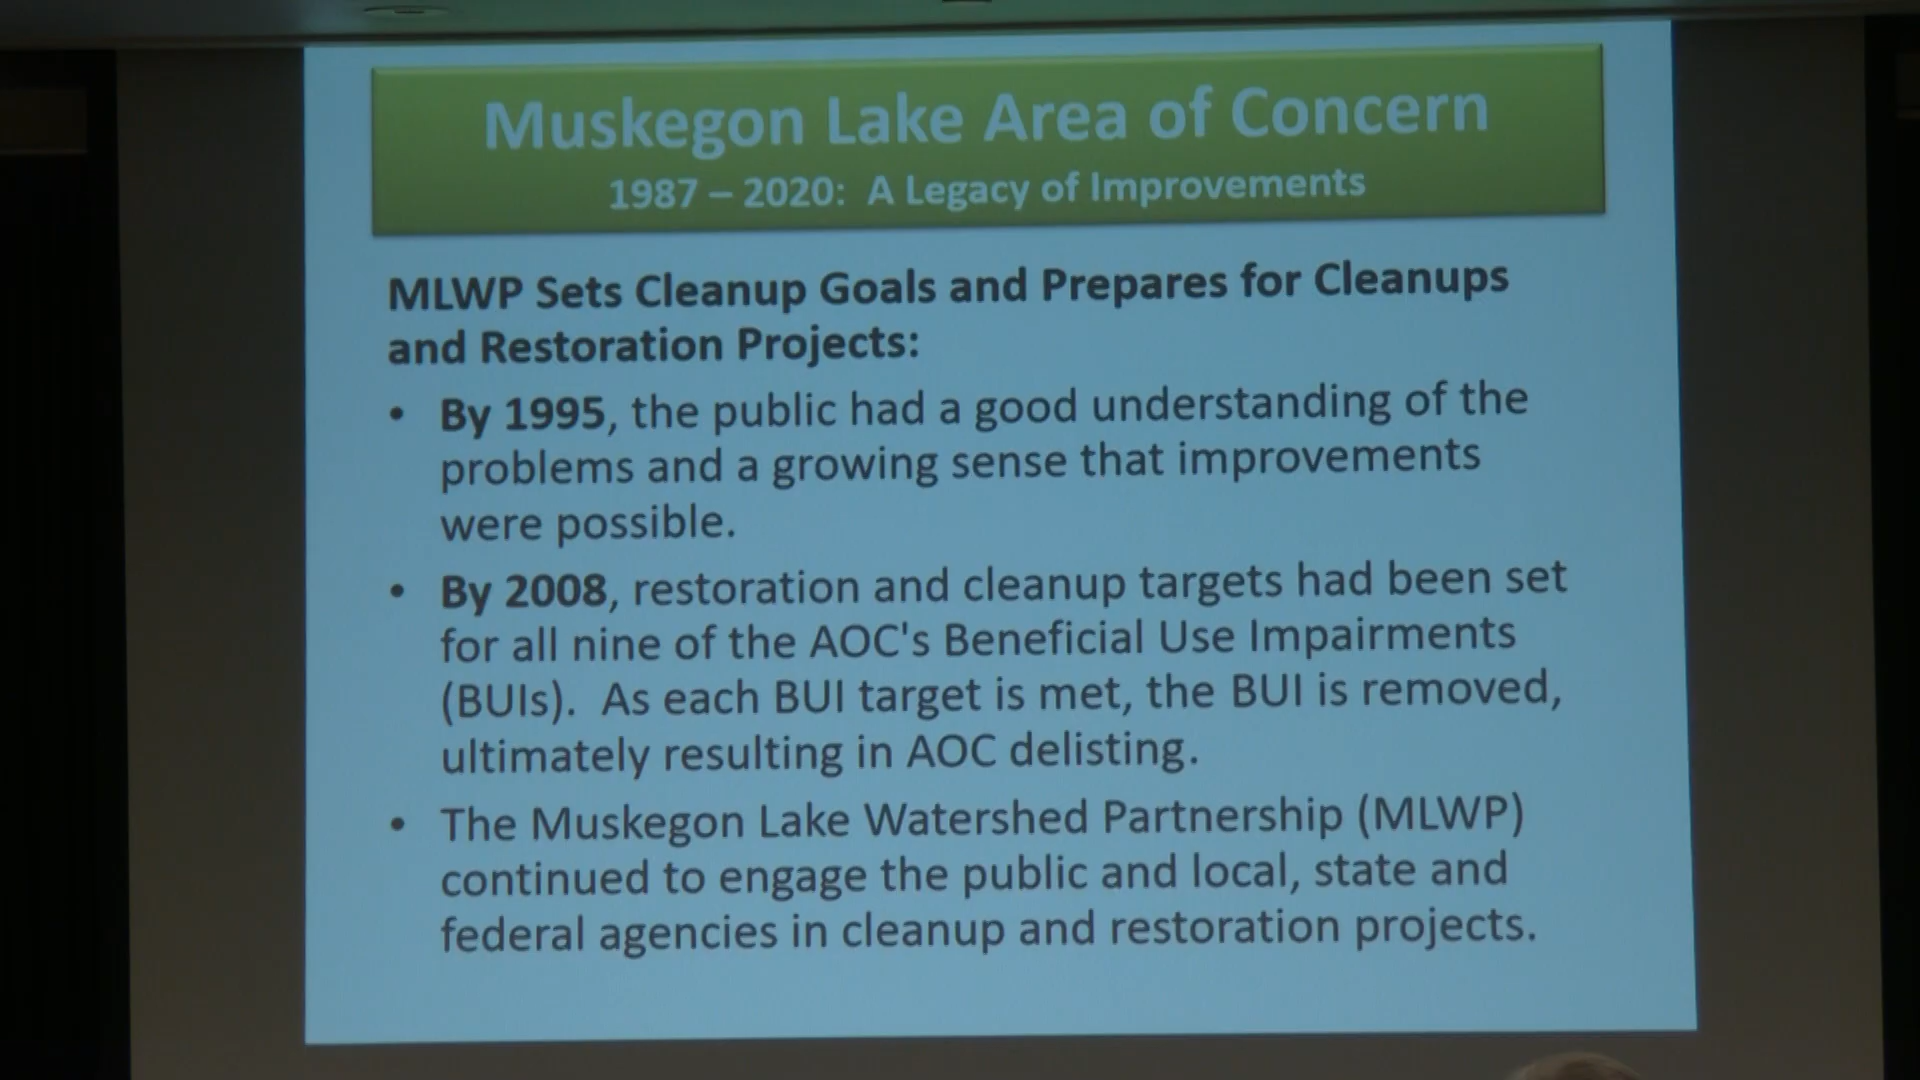 Muskegon Lake Area of Concern
1987 – 2020:  A Legacy of Improvements
MLWP Sets Cleanup Goals and Prepares for Cleanups
and Restoration Projects:
• By 1995, the public had a good understanding of the
problems and a growing sense that improvements
were possible.
• By 2008, restoration and cleanup targets had been set
for all nine of the AOC's Beneficial Use Impairments
(BUIs).  As each BUI target is met, the BUI is removed,
ultimately resulting in AOC delisting.
• The Muskegon Lake Watershed Partnership (MLWP)
continued to engage the public and local, state and
federal agencies in cleanup and restoration projects.